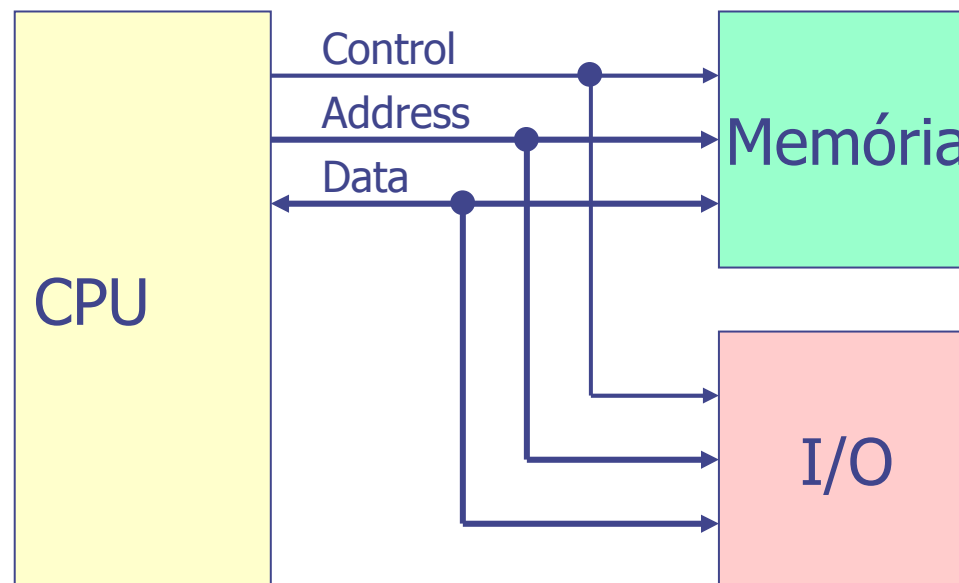 Control
Address
Memória
Data
CPU
I/O